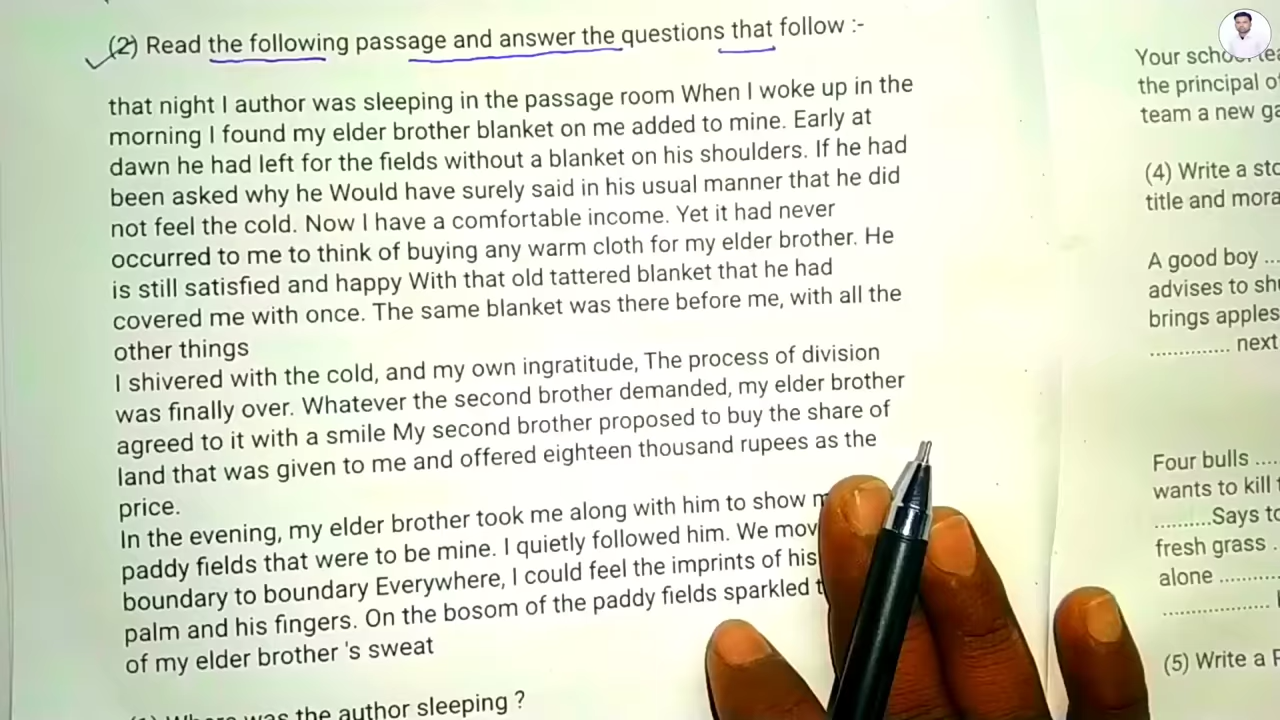 (2) Read the following passage and answer the questions that follow :-
that night I author was sleeping in the passage room When I woke up in the
morning I found my elder brother blanket on me added to mine. Early at
dawn he had left for the fields without a blanket on his shoulders. If he had
been asked why he Would have surely said in his usual manner that he did
not feel the cold. Now I have a comfortable income. Yet it had never
occurred to me to think of buying any warm cloth for my elder brother. He
is still satisfied and happy With that old tattered blanket that he had
covered me with once. The same blanket was there before me, with all the
other things
I shivered with the cold, and my own ingratitude, The process of division
was finally over. Whatever the second brother demanded, my elder brother
agreed to it with a smile My second brother proposed to buy the share of
land that was given to me and offered eighteen thousand rupees as the
price.
In the evening, my elder brother took me along with him to show
paddy fields that were to be mine. I quietly followed him. We
boundary to boundary Everywhere, I could feel the imprints of his
palm and his fingers. On the bosom of the paddy fields sparkled
of my elder brother 's sweat
was the author sleeping ?
Your school
the principal
team a new
(4) Write a
title and
A good boy ...
advises to
brings apples
............. next
Four bulls ....
wants to kill
..........Says
fresh grass .
alone ...........
...................
(5) Write a